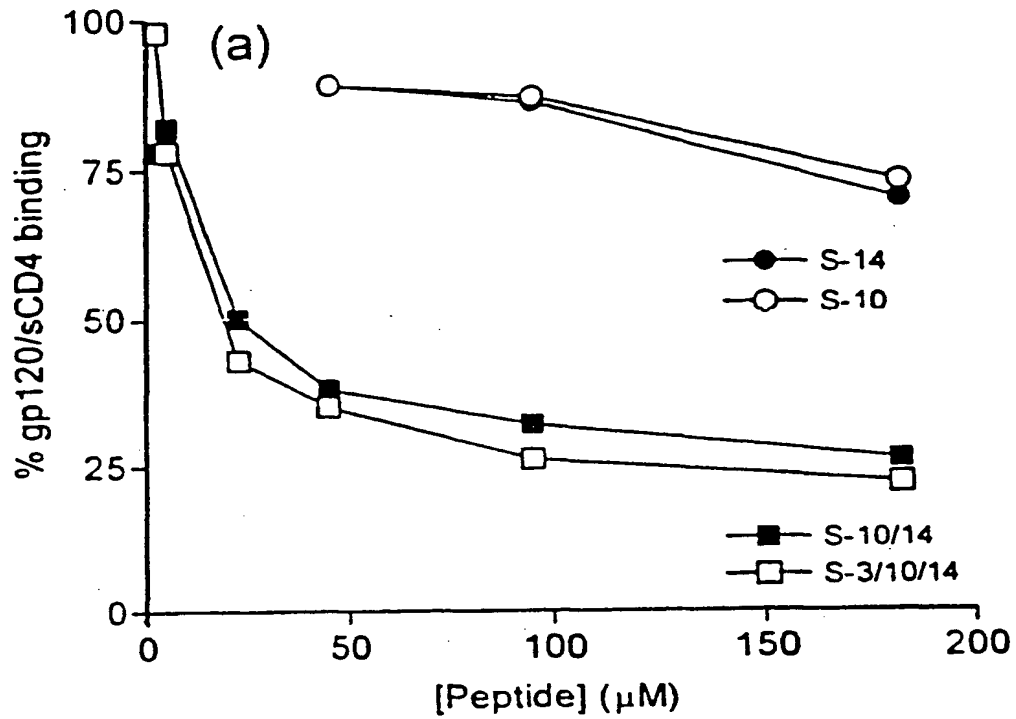 (a)
% gp120/sCD4 binding
100
75
50
25
0
S-14
S-10
S-10/14
S-3/10/14
0 50 100 150 200
[Peptide] (µM)